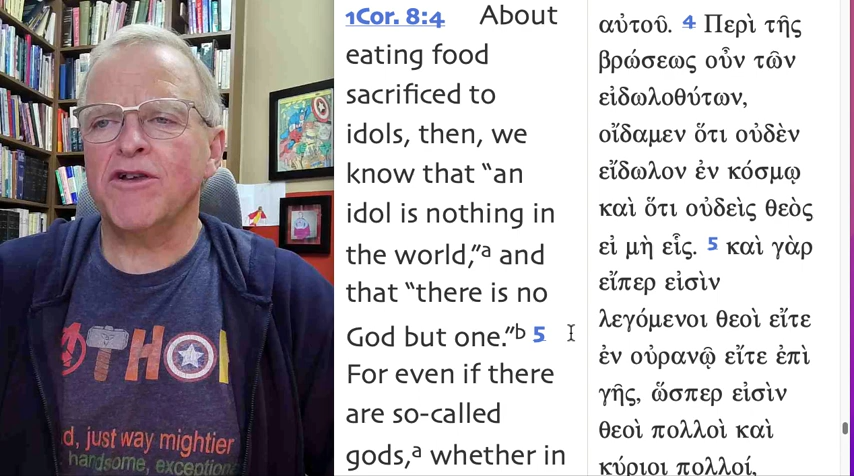 THO
d, just way mightier
handsome, exception
1Cor. 8:4 About
eating food
sacrificed to
idols, then, we
know that “an
idol is nothing in
the world,”a and
that “there is no
God but one.”b 5
For even if there
are so-called
gods,a whether in
αὐτοῦ. 4 Περὶ τῆς
βρώσεως οὖν τῶν
εἰδωλοθύτων,
οἴδαμεν ὅτι οὐδὲν
εἴδωλον ἐν κόσμῳ
καὶ ὅτι οὐδεὶς θεὸς
εἰ μὴ εἷς. 5 καὶ γὰρ
εἴπερ εἰσὶν
λεγόμενοι θεοὶ εἴτε
ἐν οὐρανῷ εἴτε ἐπὶ
γῆς, ὥσπερ εἰσὶν
θεοὶ πολλοὶ καὶ
κύριοι πολλοί,